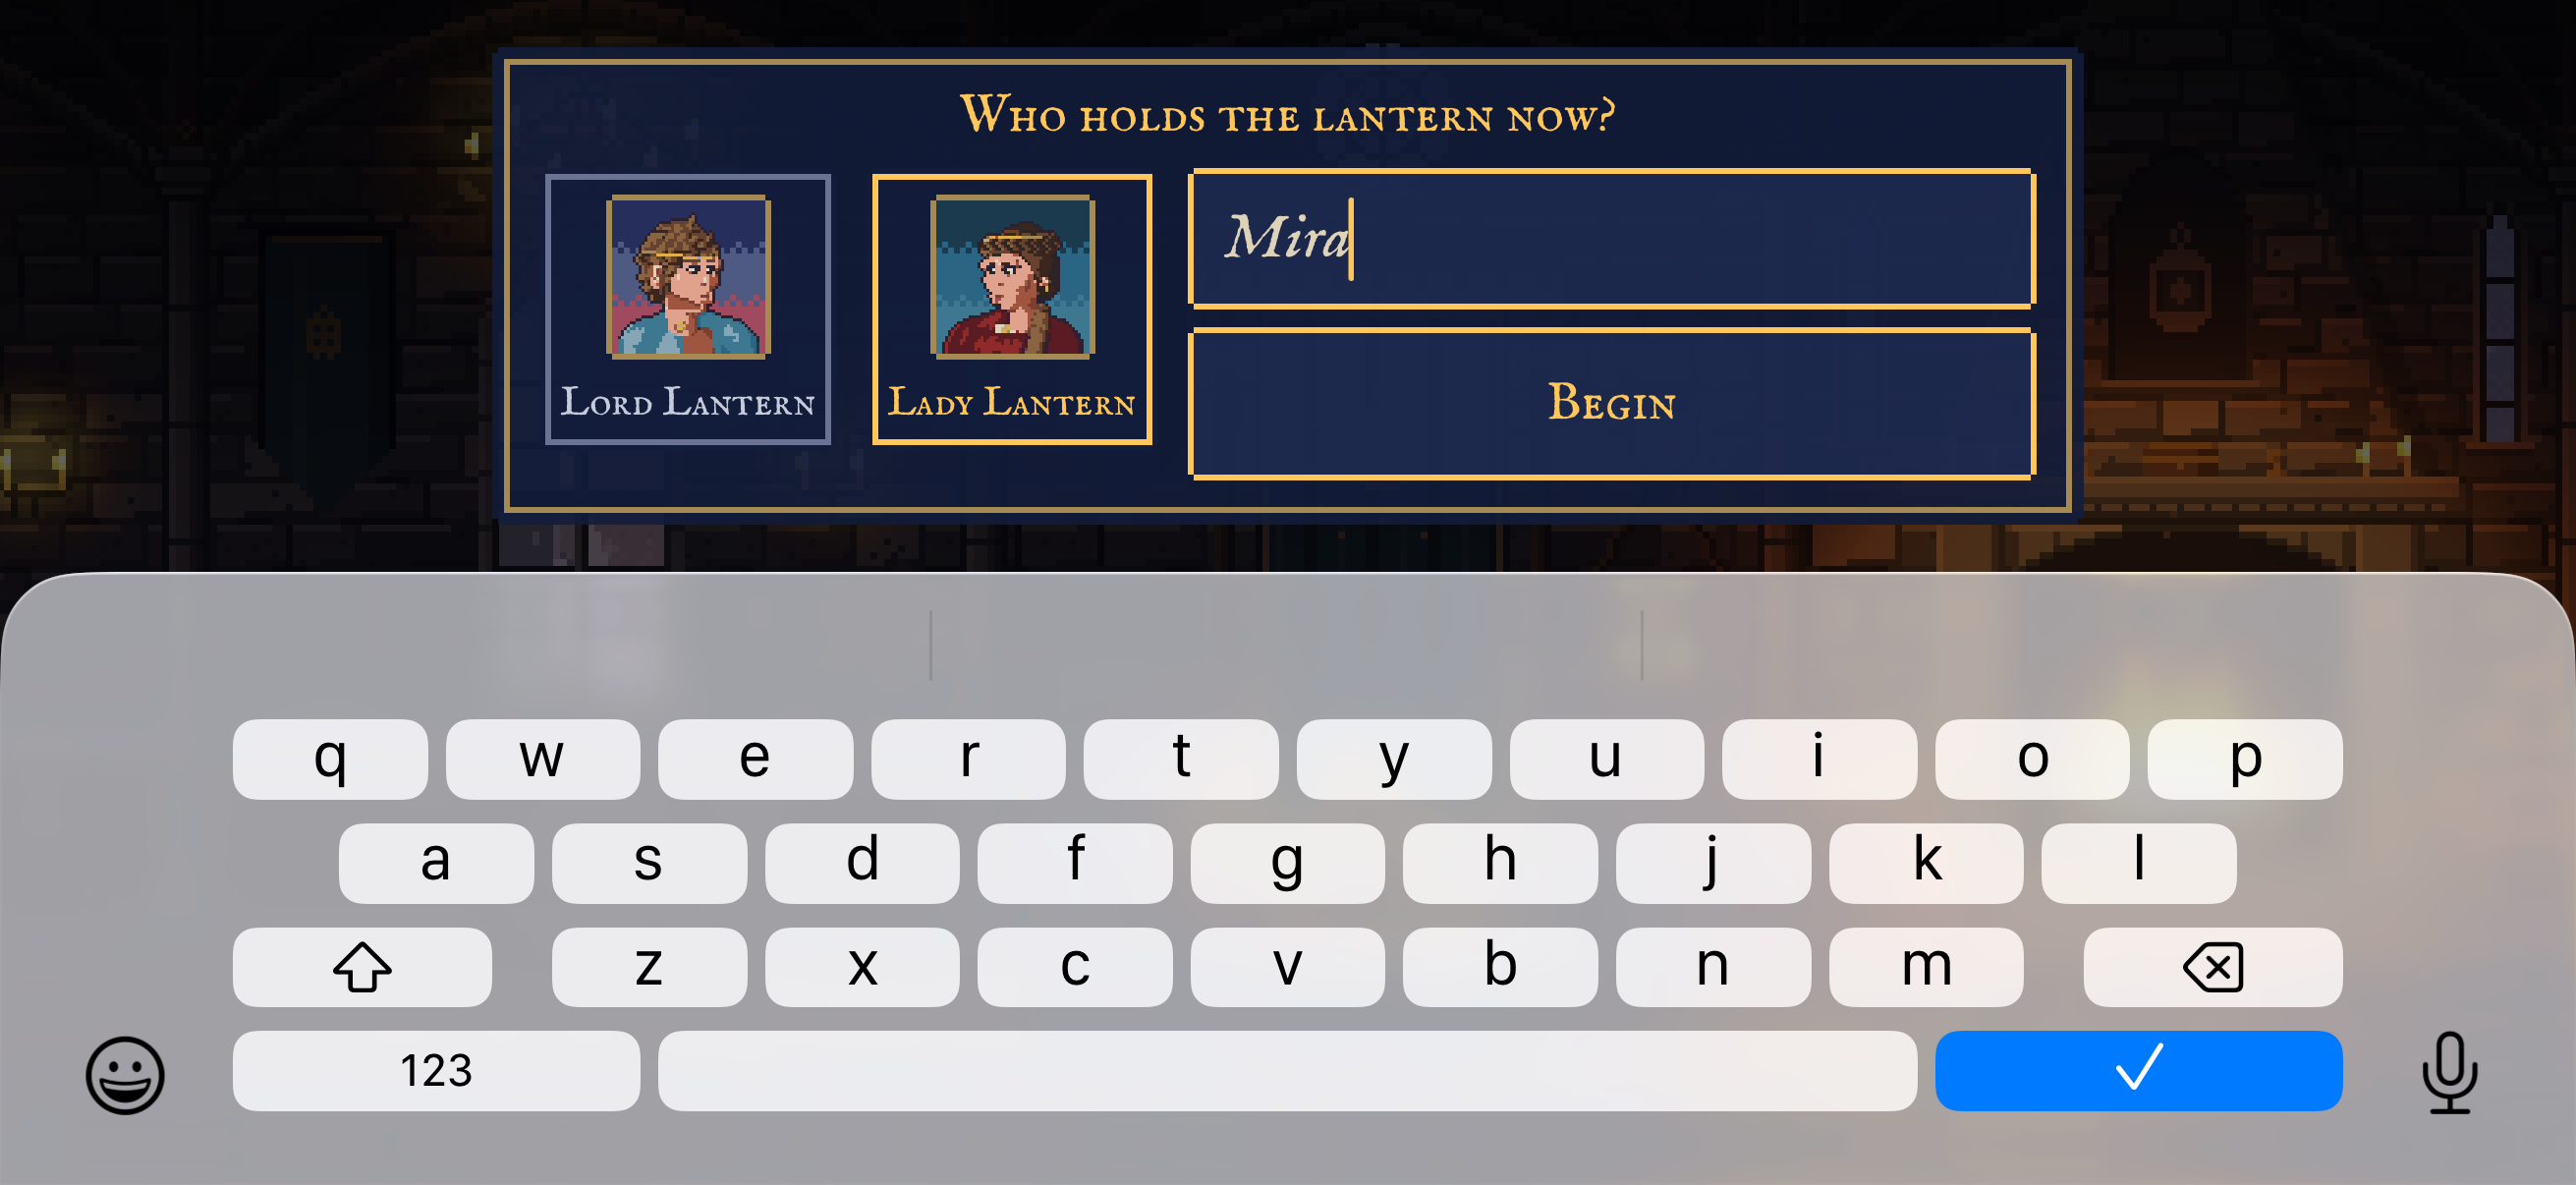 Who holds the lantern now?
Lord Lantern
Lady Lantern
Mira
Begin
q w e r t y u i o p
a s d f g h j k l
z x c v b n m
123